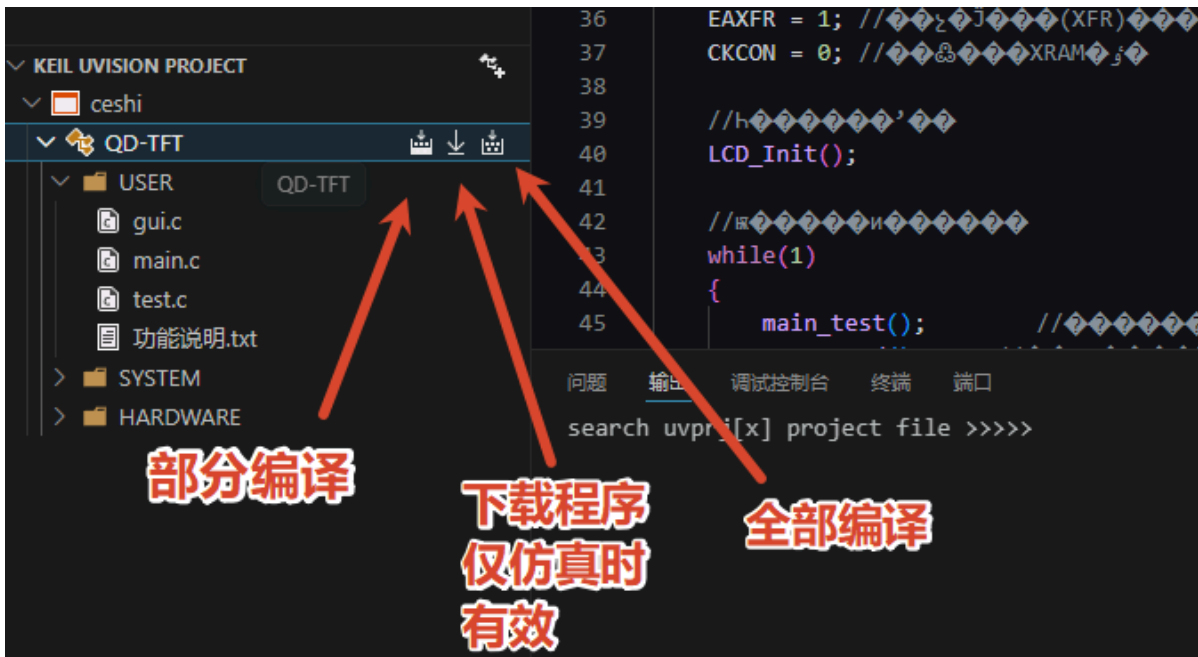 KEIL UVISION PROJECT
ceshi
QD-TFT
USER
QD-TFT
gui.c
main.c
test.c
功能说明.txt
SYSTEM
HARDWARE
部分编译
下载程序
仅仿真时
有效
全部编译
36 EAXFR = 1; //(XFR)
37 CKCON = 0; //XRAM
38
39 //
40 LCD_Init();
41
42 //
43 while(1)
44 {
45 main_test(); //
问题 输出 调试控制台 终端 端口
search uvprj[x] project file >>>>>